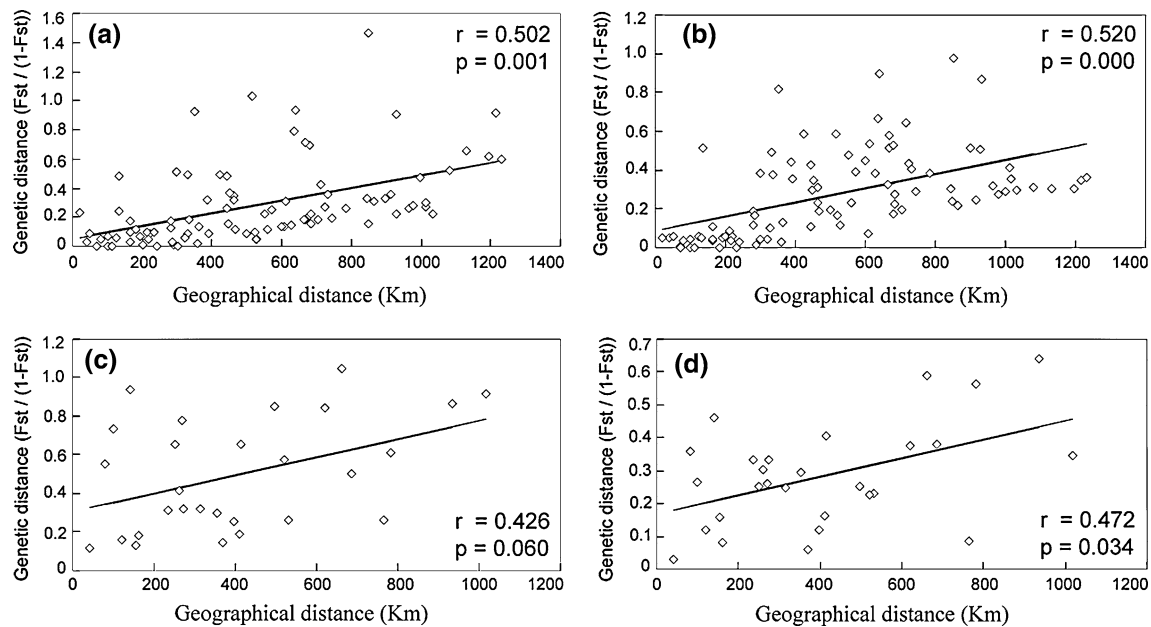 (a)
r = 0.502
p = 0.001
Genetic distance (Fst / (1-Fst))
1.6
1.4
1.2
1.0
0.8
0.6
0.4
0.2
0
0 200 400 600 800 1000 1200 1400
Geographical distance (Km)
(b)
r = 0.520
p = 0.000
Genetic distance (Fst / (1-Fst))
1.2
1.0
0.8
0.6
0.4
0.2
0
0 200 400 600 800 1000 1200 1400
Geographical distance (Km)
(c)
r = 0.426
p = 0.060
Genetic distance (Fst / (1-Fst))
1.2
1.0
0.8
0.6
0.4
0.2
0
0 200 400 600 800 1000 1200
Geographical distance (Km)
(d)
r = 0.472
p = 0.034
Genetic distance (Fst / (1-Fst))
0.7
0.6
0.5
0.4
0.3
0.2
0.1
0
0 200 400 600 800 1000 1200
Geographical distance (Km)